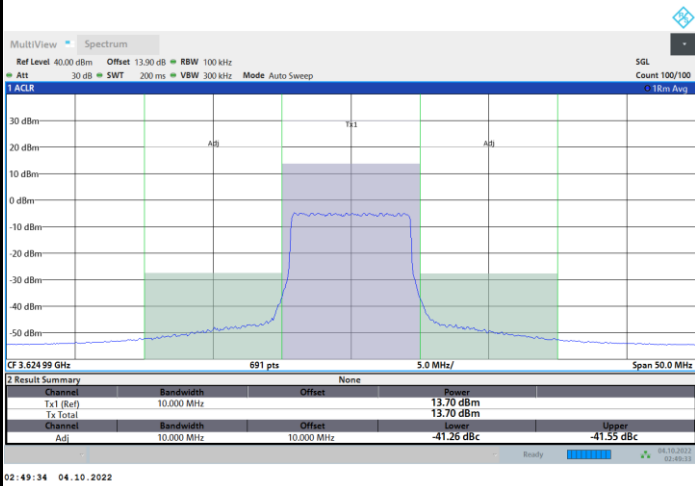 MultiView Spectrum
Ref Level 40.00 dBm Offset 13.90 dB RBW 100 kHz SGL
Att 30 dB SWT 200 ms VBW 300 kHz Mode Auto Sweep Count 100/100
1 ACLR 1Rm Avg
30 dBm
Tx1
20 dBm
Adj Adj
10 dBm
0 dBm
-10 dBm
-20 dBm
-30 dBm
-40 dBm
-50 dBm
CF 3.624 99 GHz 691 pts 5.0 MHz/ Span 50.0 MHz
2 Result Summary None
Channel Bandwidth Offset Power
Tx1 (Ref) 10.000 MHz 13.70 dBm
Tx Total 13.70 dBm
Channel Bandwidth Offset Lower Upper
Adj 10.000 MHz 10.000 MHz -41.26 dBc -41.55 dBc
Ready 04.10.2022
02:49:33
02:49:34 04.10.2022